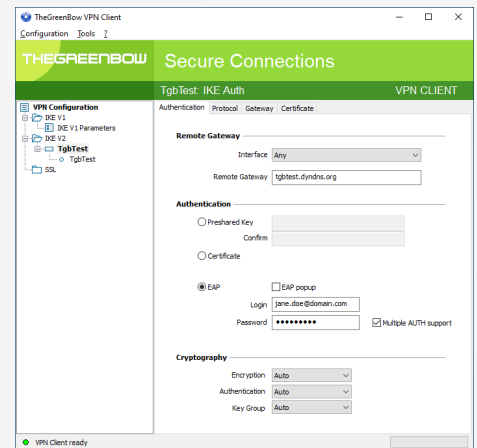 TheGreenBow VPN Client
Configuration Tools ?
THEGREENBOW
Secure Connections
TgbTest: IKE Auth
VPN CLIENT
VPN Configuration
IKE V1
IKE V1 Parameters
IKE V2
TgbTest
TgbTest
SSL
Authentication Protocol Gateway Certificate
Remote Gateway
Interface Any
Remote Gateway tgbtest.dyndns.org
Authentication
Preshared Key
Confirm
Certificate
EAP EAP popup
Login jane.doe@domain.com
Password ●●●●●●●●● Multiple AUTH support
Cryptography
Encryption Auto
Authentication Auto
Key Group Auto
VPN Client ready